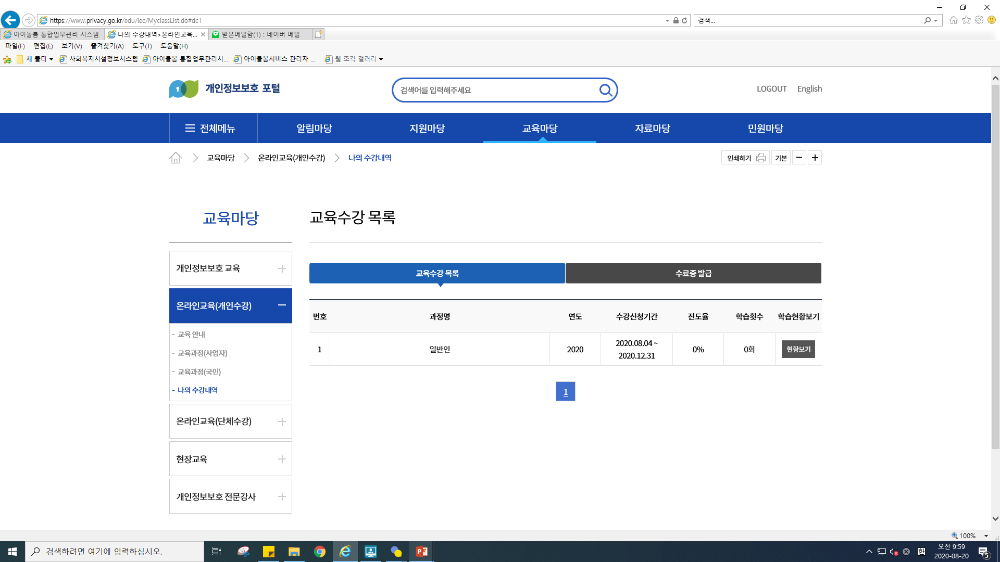 https://www.privacy.go.kr/edu/lec/MyclassList.do#dc1
검색...
아이돌봄 통합업무관리 시스템
나의 수강내역>온라인교육...
받은메일함(1) : 네이버 메일
파일(F) 편집(E) 보기(V) 즐겨찾기(A) 도구(T) 도움말(H)
새 폴더 사회복지시설정보시스템 아이돌봄 통합업무관리시... 아이돌봄서비스 관리자 ... 웹 조각 갤러리
개인정보보호 포털
검색어를 입력해주세요
LOGOUT English
전체메뉴 알림마당 지원마당 교육마당 자료마당 민원마당
교육마당 온라인교육(개인수강) 나의 수강내역
인쇄하기 기본 - +
교육마당
개인정보보호 교육
온라인교육(개인수강)
- 교육 안내
- 교육과정(사업자)
- 교육과정(국민)
- 나의 수강내역
온라인교육(단체수강)
현장교육
개인정보보호 전문강사
교육수강 목록
교육수강 목록 수료증 발급
번호 과정명 연도 수강신청기간 진도율 학습횟수 학습현황보기
1 일반인 2020 2020.08.04 ~ 2020.12.31 0% 0회 현황보기
1
100%
검색하려면 여기에 입력하십시오.
한
오전 9:59
2020-08-20
5